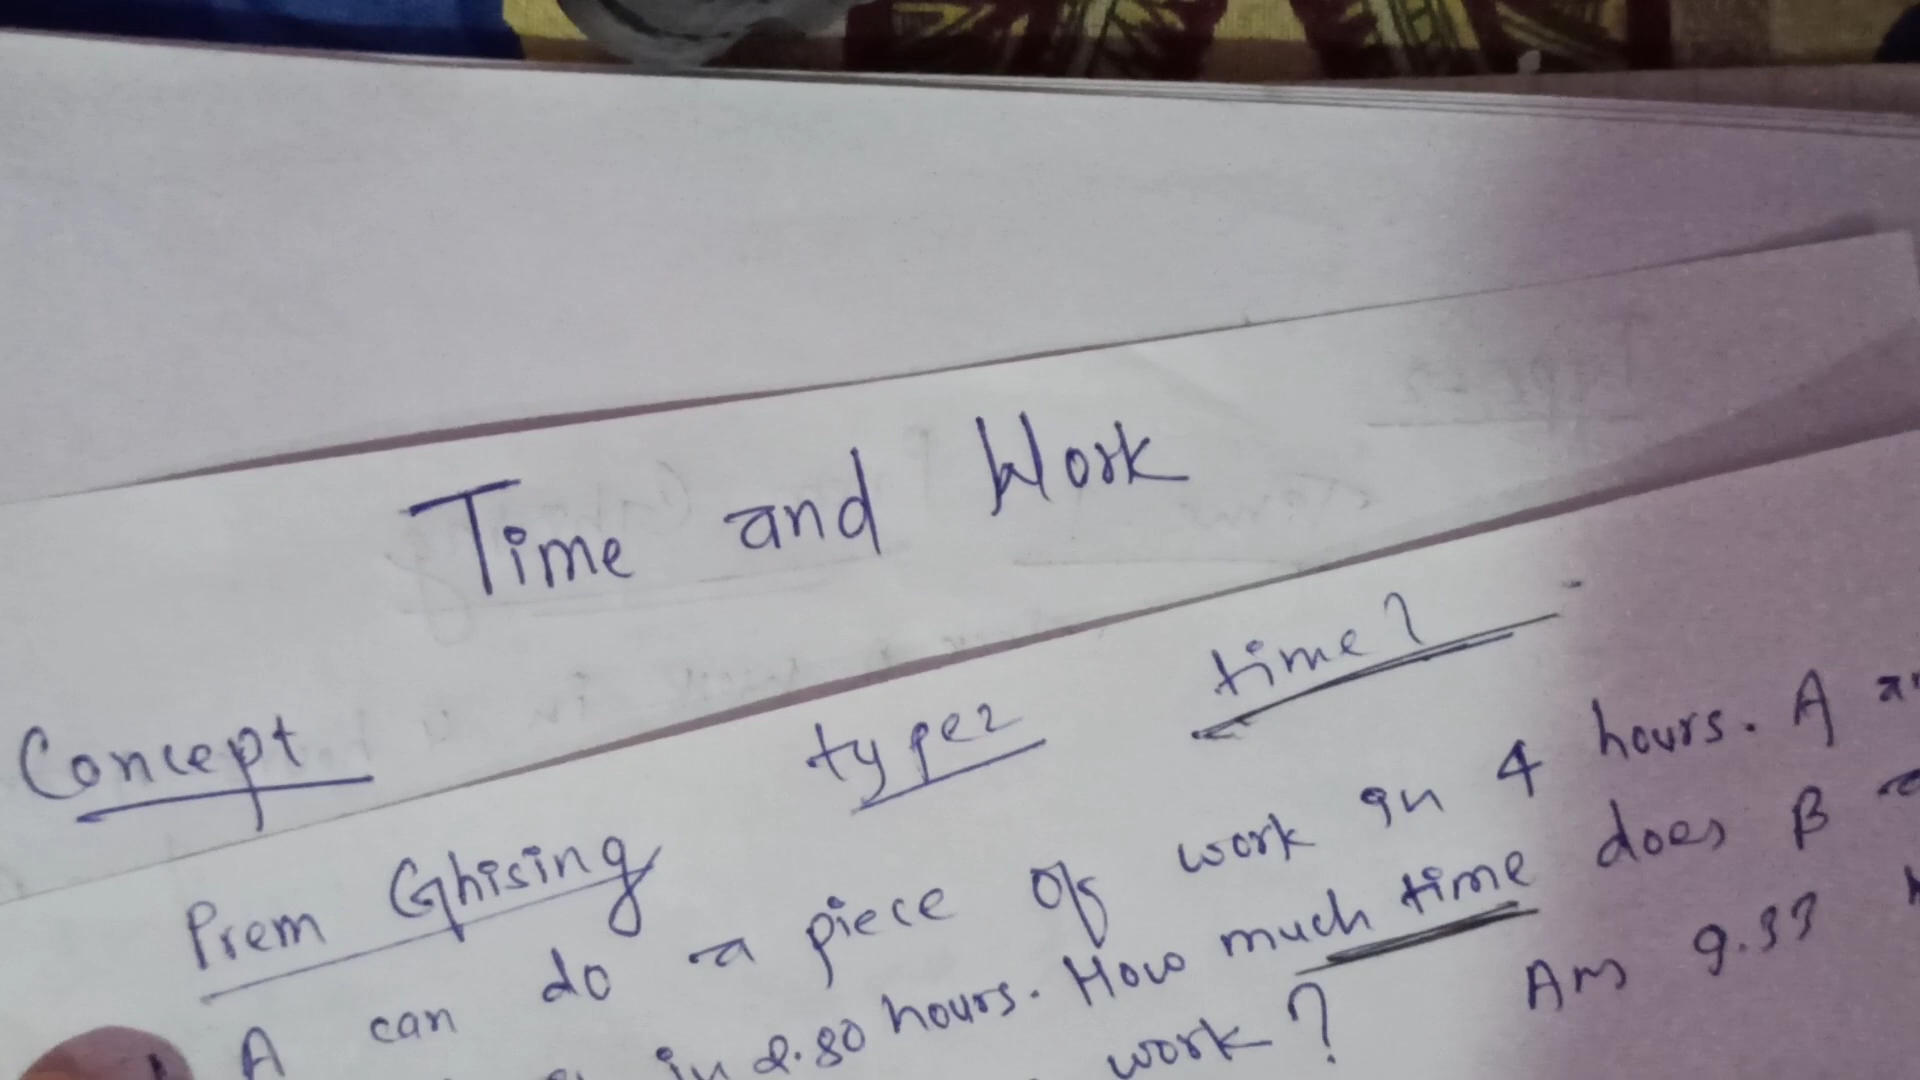 Time and Work
Concept
type2 time?
Prem Ghising
A can do a piece of work in 4 hours. A
in 2.80 hours. How much time does B
work? Ans 9.33